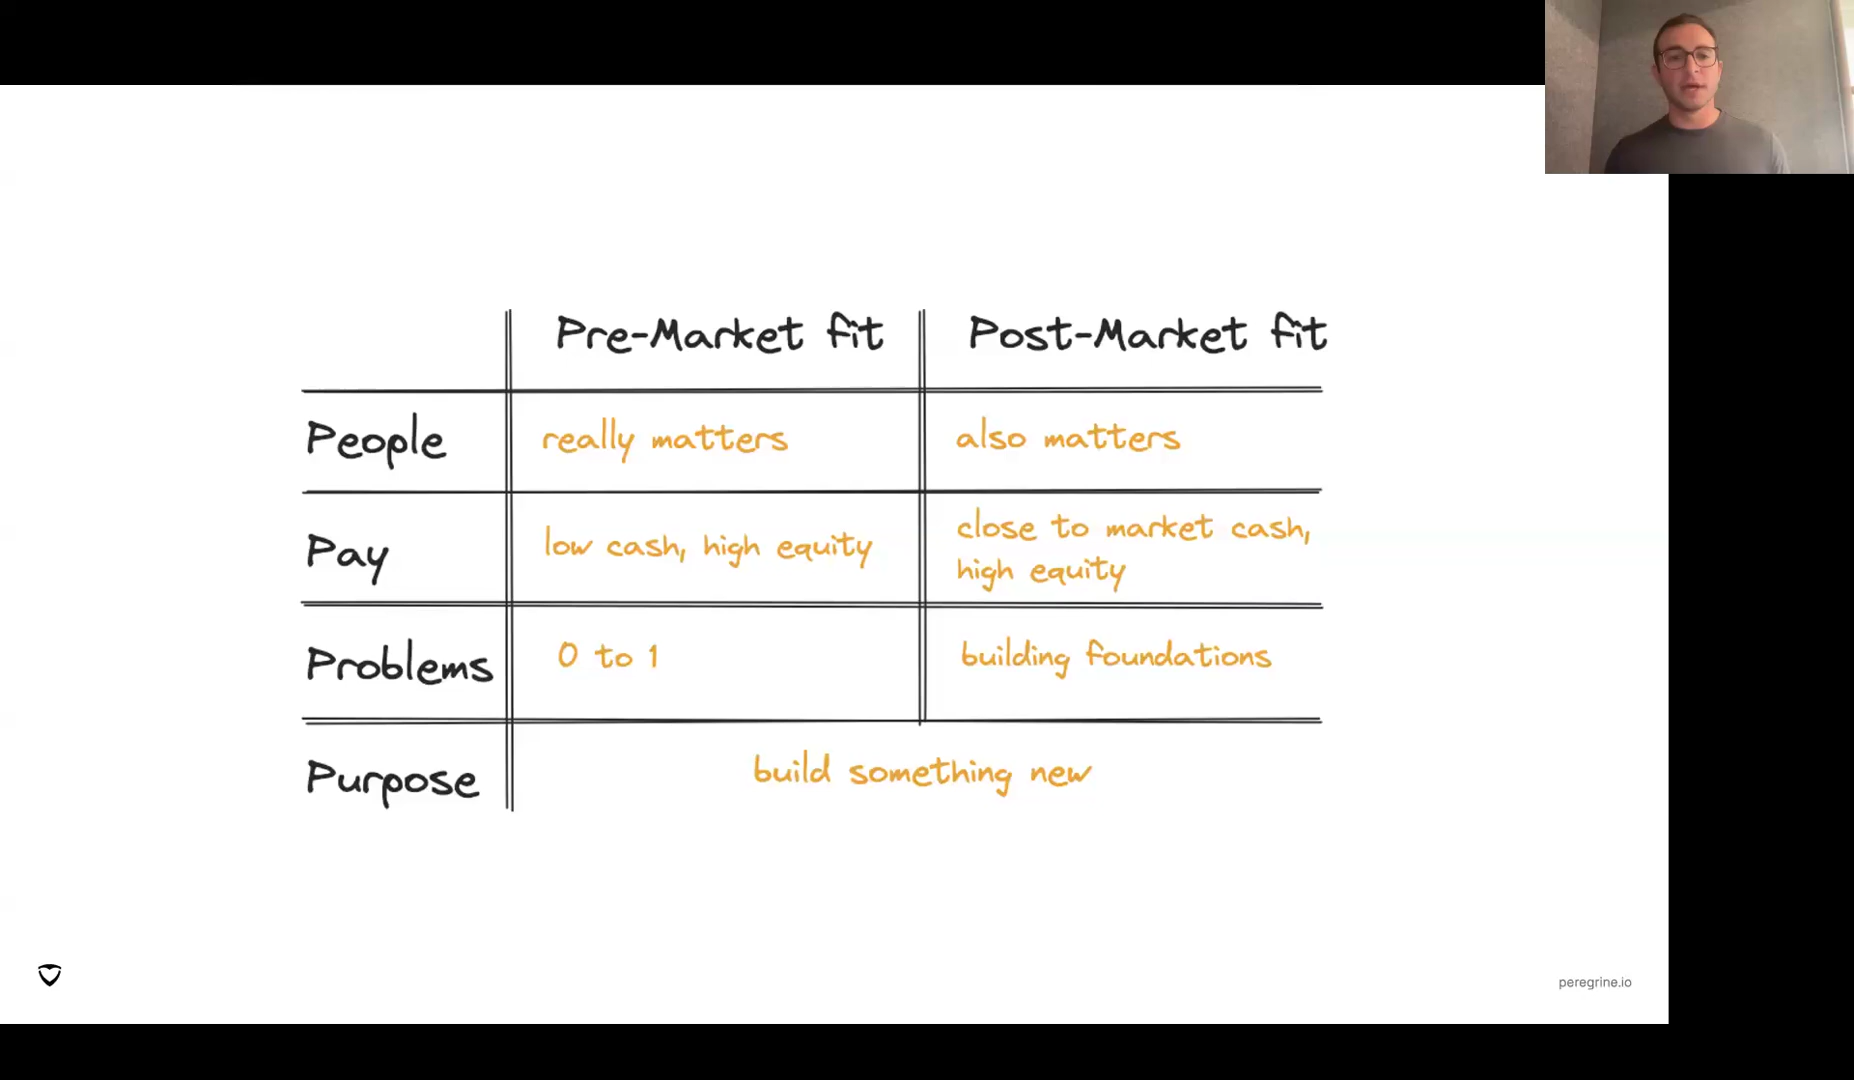 Pre-Market fit
Post-Market fit
People
really matters
also matters
Pay
low cash, high equity
close to market cash,
high equity
Problems
0 to 1
building foundations
Purpose
build something new
peregrine.io